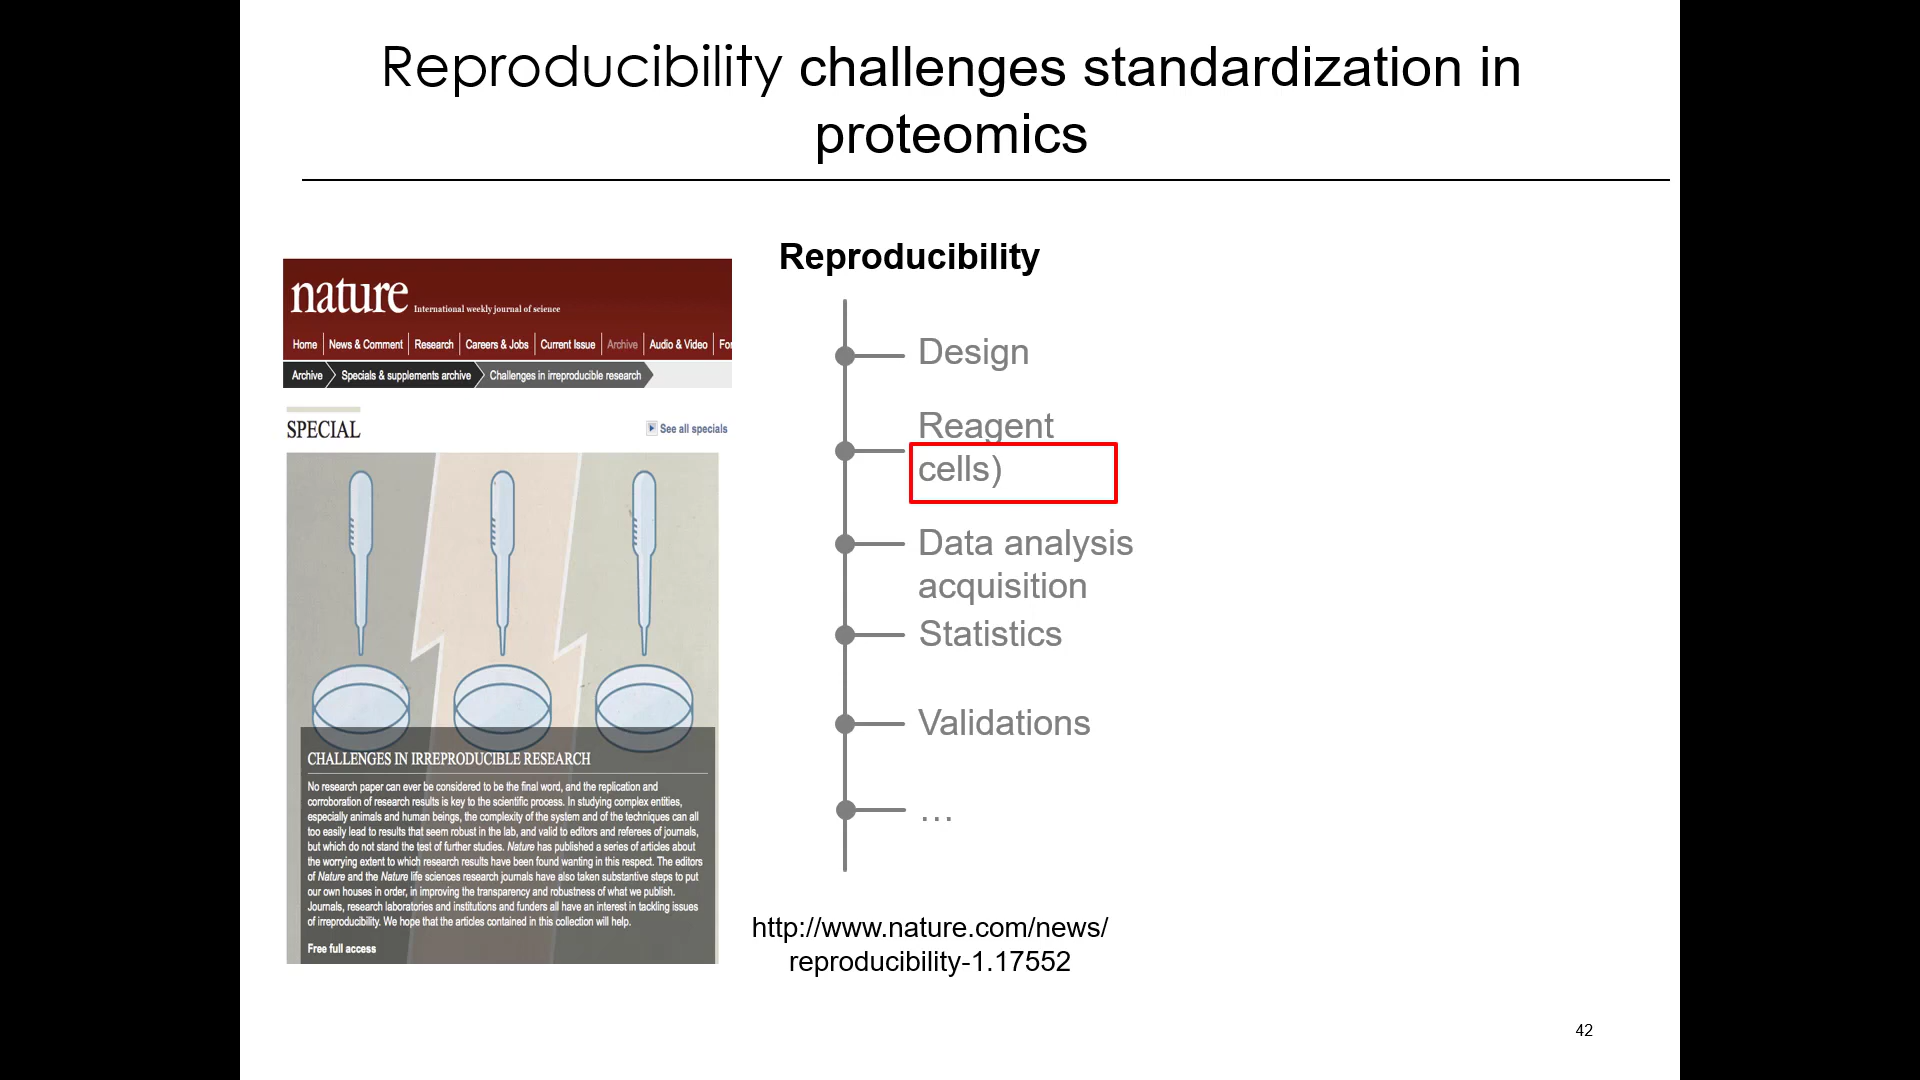 Reproducibility challenges standardization in
proteomics
nature International weekly journal of science
Home News & Comment Research Careers & Jobs Current Issue Archive Audio & Video For
Archive Specials & supplements archive Challenges in irreproducible research
SPECIAL
See all specials
CHALLENGES IN IRREPRODUCIBLE RESEARCH
No research paper can ever be considered to be the final word, and the replication and
corroboration of research results is key to the scientific process. In studying complex entities,
especially animals and human beings, the complexity of the system and of the techniques can all
too easily lead to results that seem robust in the lab, and valid to editors and referees of journals,
but which do not stand the test of further studies. Nature has published a series of articles about
the worrying extent to which research results have been found wanting in this respect. The editors
of Nature and the Nature life sciences research journals have also taken substantive steps to put
our own houses in order, in improving the transparency and robustness of what we publish.
Journals, research laboratories and institutions and funders all have an interest in tackling issues
of irreproducibility. We hope that the articles contained in this collection will help.
Free full access
Reproducibility
Design
Reagent
cells)
Data analysis
acquisition
Statistics
Validations
...
http://www.nature.com/news/
reproducibility-1.17552
42